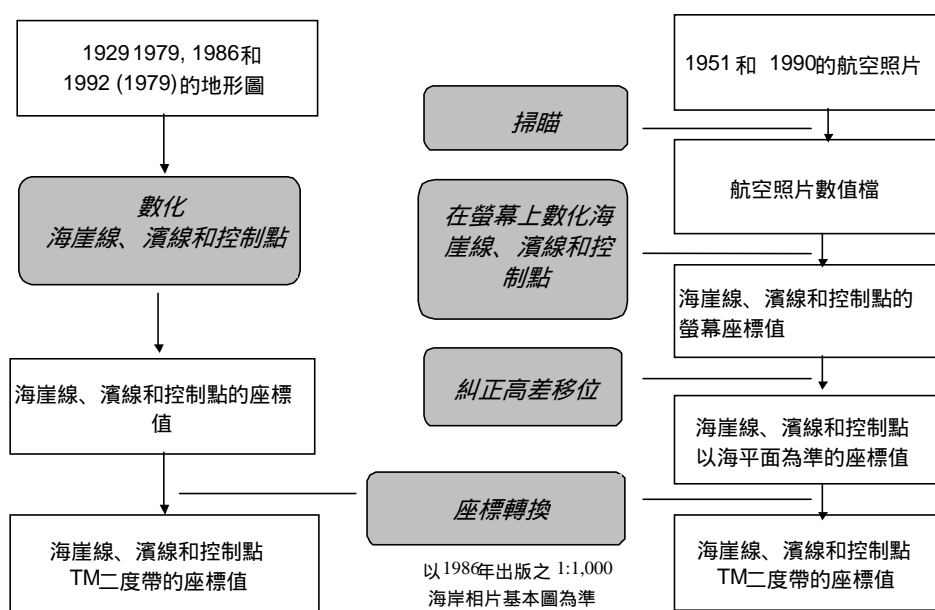 1929 1979, 1986和
1992 (1979)的地形圖
數化
海崖線、濱線和控制點
海崖線、濱線和控制點的座標
值
海崖線、濱線和控制點
TM二度帶的座標值
掃瞄
在螢幕上數化海
崖線、濱線和控
制點
糾正高差移位
座標轉換
以1986年出版之 1:1,000
海岸相片基本圖為準
1951 和 1990的航空照片
航空照片數值檔
海崖線、濱線和控制點的
螢幕座標值
海崖線、濱線和控制點
以海平面為準的座標值
海崖線、濱線和控制點
TM二度帶的座標值